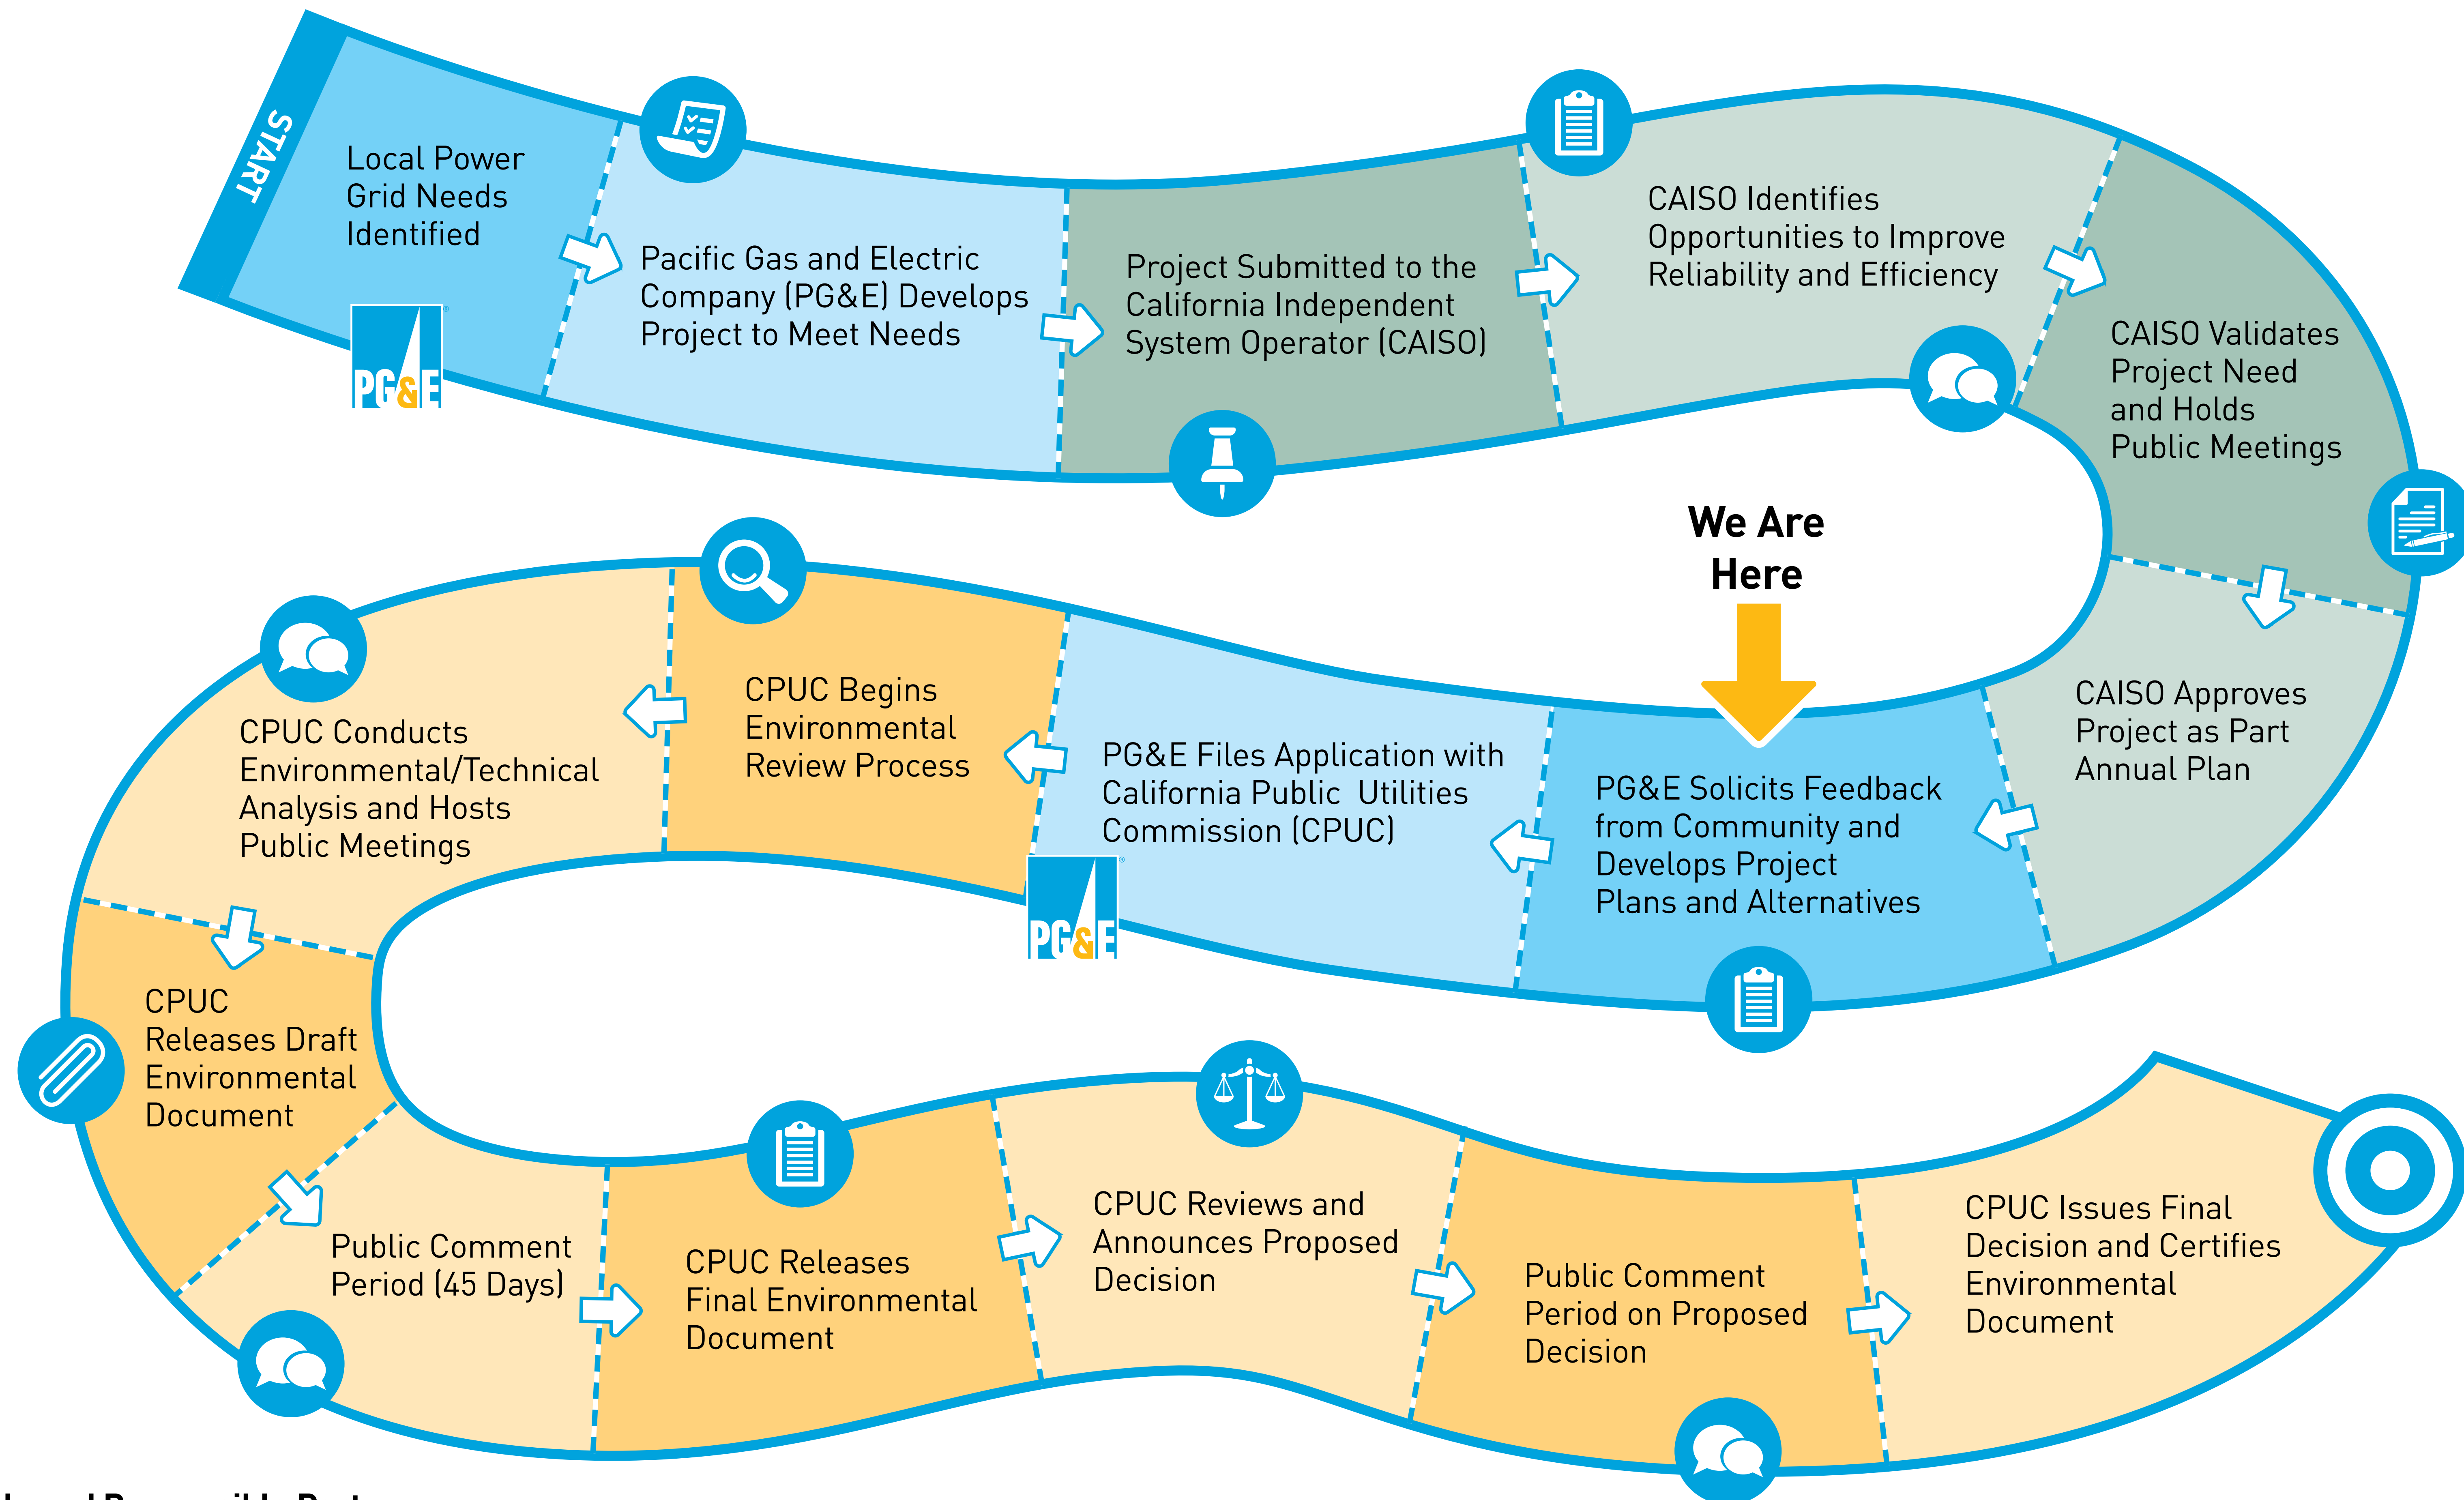 START
Local Power
Grid Needs
Identified
PG&E
®
Pacific Gas and Electric
Company (PG&E) Develops
Project to Meet Needs
Project Submitted to the
California Independent
System Operator (CAISO)
CAISO Identifies
Opportunities to Improve
Reliability and Efficiency
CAISO Validates
Project Need
and Holds
Public Meetings
CAISO Approves
Project as Part
Annual Plan
We Are
Here
PG&E Solicits Feedback
from Community and
Develops Project
Plans and Alternatives
PG&E Files Application with
California Public  Utilities
Commission (CPUC)
PG&E
®
CPUC Begins
Environmental
Review Process
CPUC Conducts
Environmental/Technical
Analysis and Hosts
Public Meetings
CPUC
Releases Draft
Environmental
Document
Public Comment
Period (45 Days)
CPUC Releases
Final Environmental
Document
CPUC Reviews and
Announces Proposed
Decision
Public Comment
Period on Proposed
Decision
CPUC Issues Final
Decision and Certifies
Environmental
Document